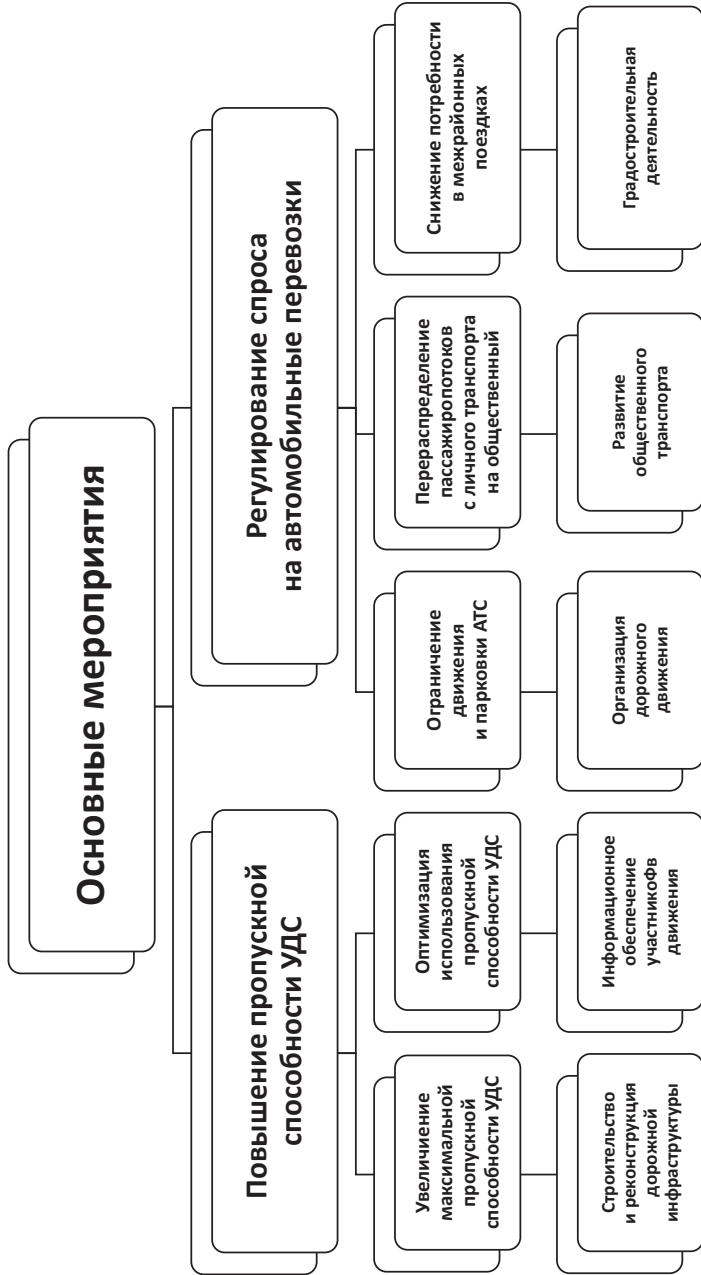 Основные мероприятия
Повышение пропускной
способности УДС
Регулирование спроса
на автомобильные перевозки
Увеличиение
максимальной
пропускной
способности УДС
Оптимизация
использования
пропускной
способности УДС
Ограничение
движения
и парковки АТС
Перераспределение
пассажиропотоков
с личного транспорта
на общественный
Снижение потребности
в межрайонных
поездках
Строительство
и реконструкция
дорожной
инфраструктуры
Информационное
обеспечение
участникофв
движения
Организация
дорожного
движения
Развитие
общественного
транспорта
Градостроительная
деятельность